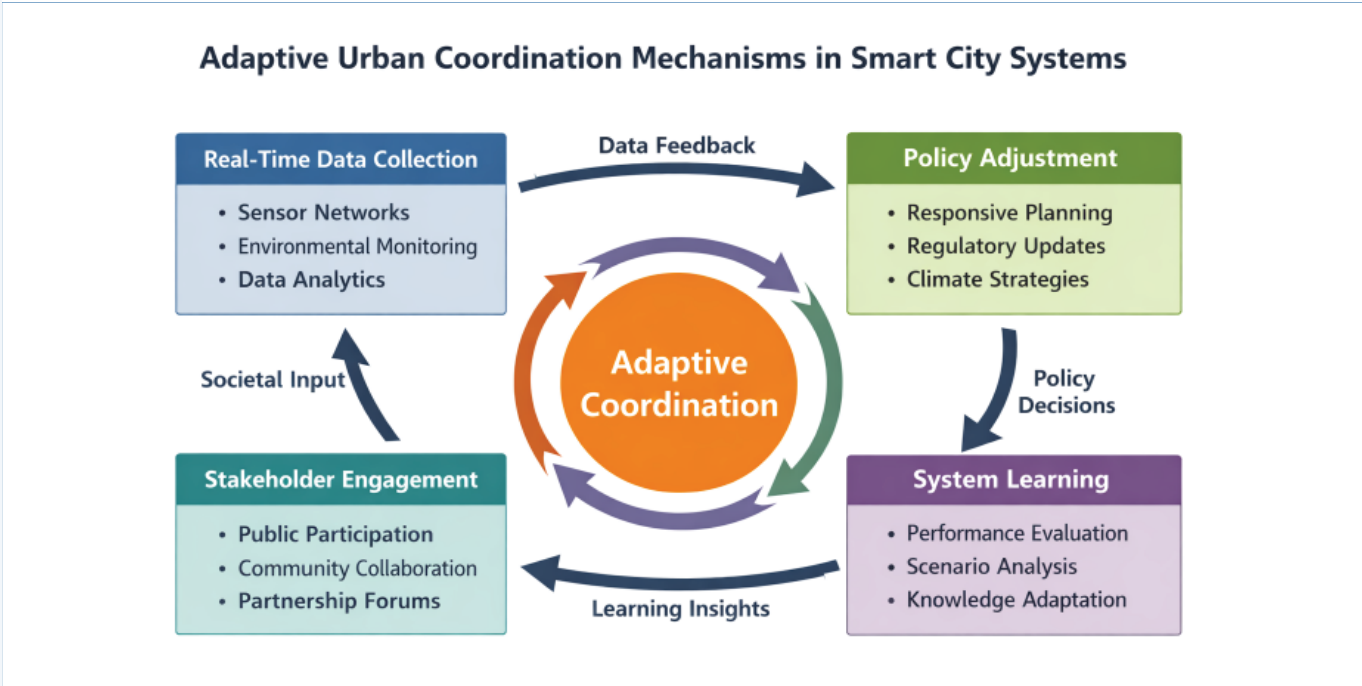 Adaptive Urban Coordination Mechanisms in Smart City Systems
Real-Time Data Collection
• Sensor Networks
• Environmental Monitoring
• Data Analytics
Data Feedback
Policy Adjustment
• Responsive Planning
• Regulatory Updates
• Climate Strategies
Adaptive
Coordination
Societal Input
Policy
Decisions
Stakeholder Engagement
• Public Participation
• Community Collaboration
• Partnership Forums
System Learning
• Performance Evaluation
• Scenario Analysis
• Knowledge Adaptation
Learning Insights